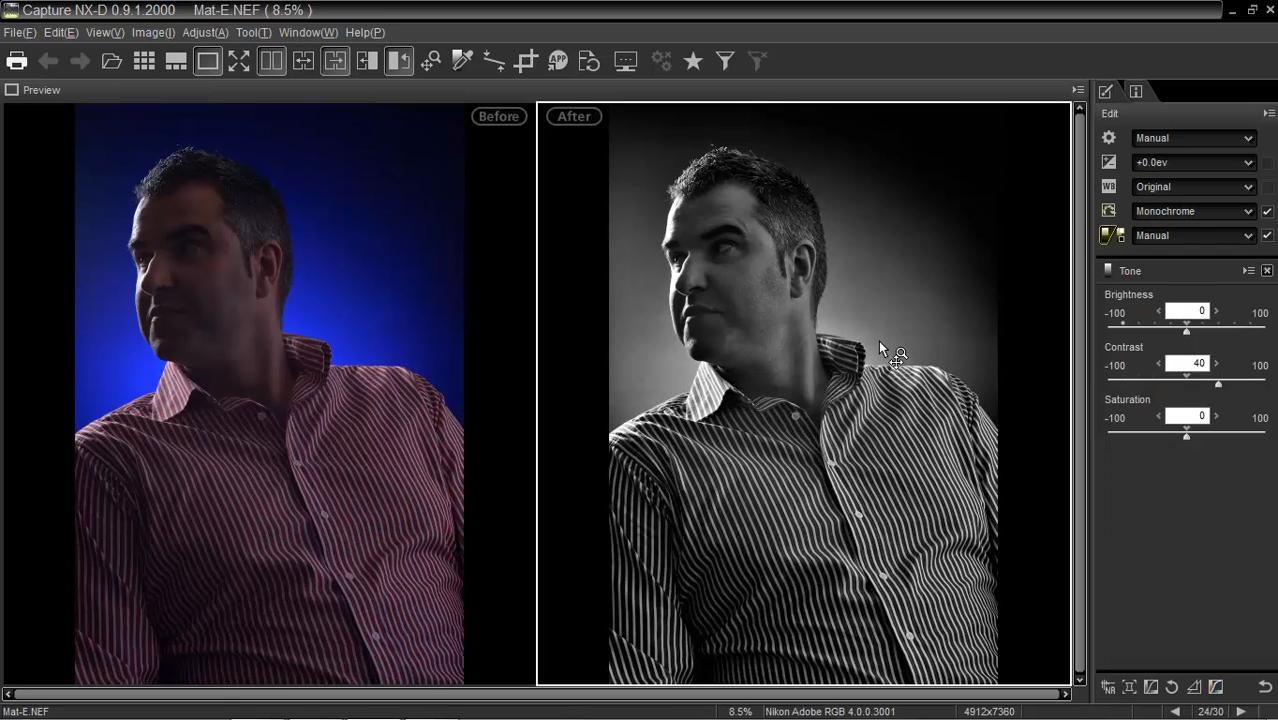 Capture NX-D 0.9.1.2000 Mat-E.NEF ( 8.5% )
File(F) Edit(E) View(V) Image(I) Adjust(A) Tool(T) Window(W) Help(P)
APP
Preview
Before
After
Edit
Manual
+0.0ev
WB Original
Monochrome
Manual
Tone
Brightness
-100 0 100
Contrast
-100 40 100
Saturation
-100 0 100
NR
Mat-E.NEF 8.5% Nikon Adobe RGB 4.0.0.3001 4912x7360 24/30